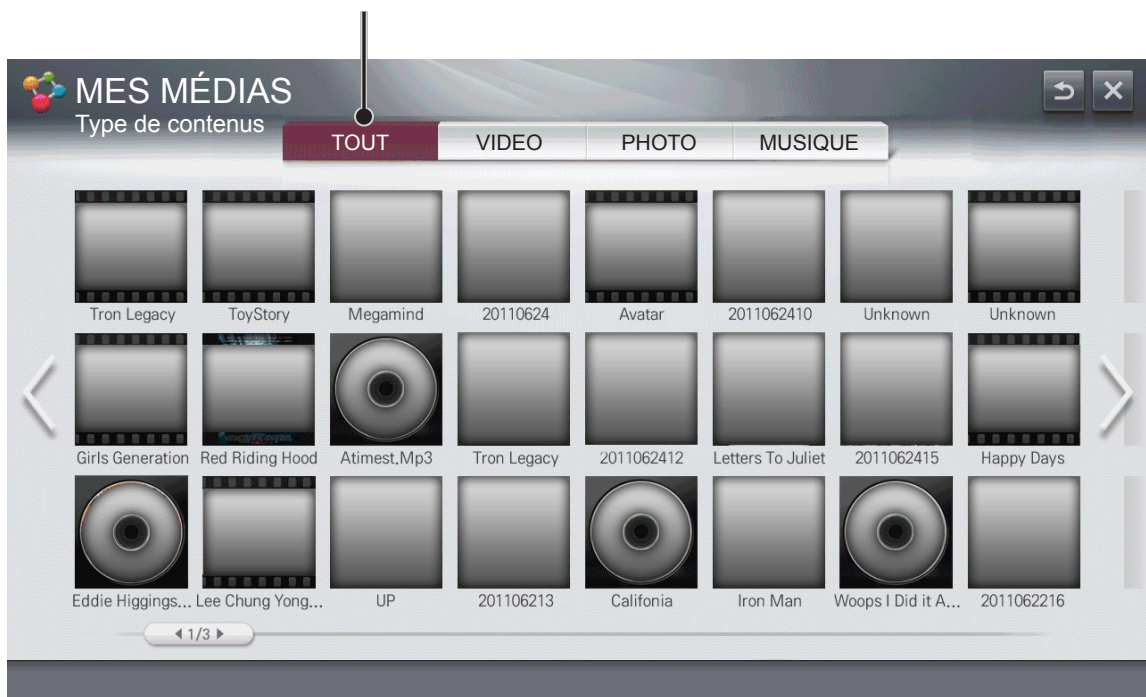 MES MÉDIAS
Type de contenus
TOUT VIDEO PHOTO MUSIQUE
Tron Legacy ToyStory Megamind 20110624 Avatar 2011062410 Unknown Unknown
Girls Generation Red Riding Hood Atimest.Mp3 Tron Legacy 2011062412 Letters To Juliet 2011062415 Happy Days
Eddie Higgings... Lee Chung Yong... UP 201106213 Califonia Iron Man Woops I Did it A... 2011062216
1/3